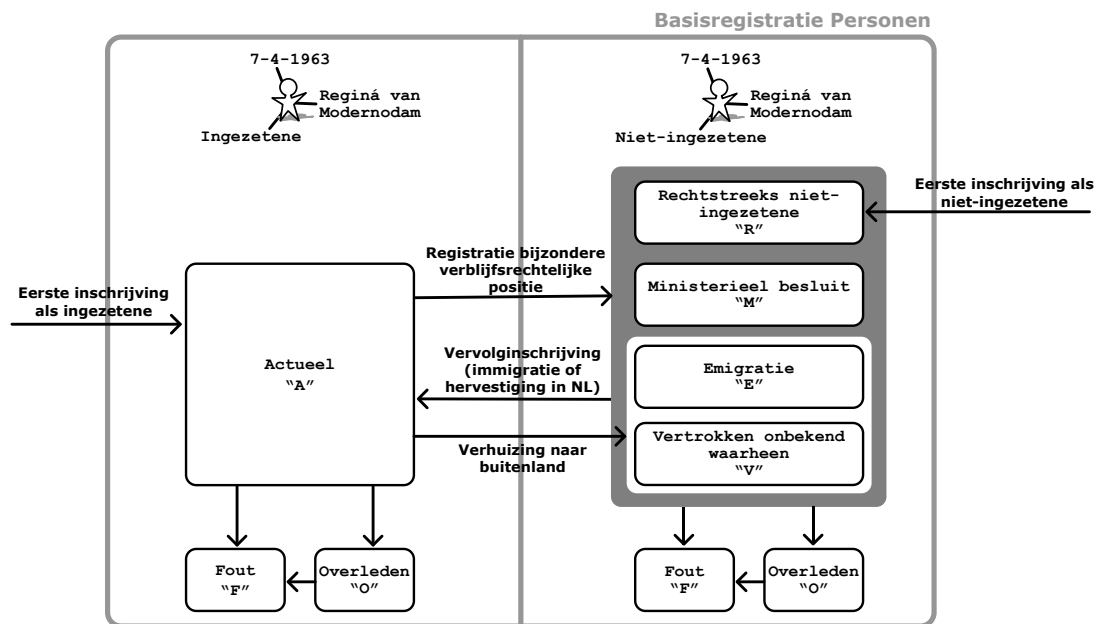 Basisregistratie Personen
7-4-1963
Reginá van
Modernodam
Ingezetene
7-4-1963
Reginá van
Modernodam
Niet-ingezetene
Rechtstreeks niet-
ingezetene
“R”
Eerste inschrijving als
niet-ingezetene
Registratie bijzondere
verblijfsrechtelijke
positie
Ministerieel besluit
“M”
Eerste inschrijving
als ingezetene
Actueel
“A”
Vervolginschrijving
(immigratie of
hervestiging in NL)
Emigratie
“E”
Verhuizing naar
buitenland
Vertrokken onbekend
waarheen
“V”
Fout
“F”
Overleden
“O”
Fout
“F”
Overleden
“O”